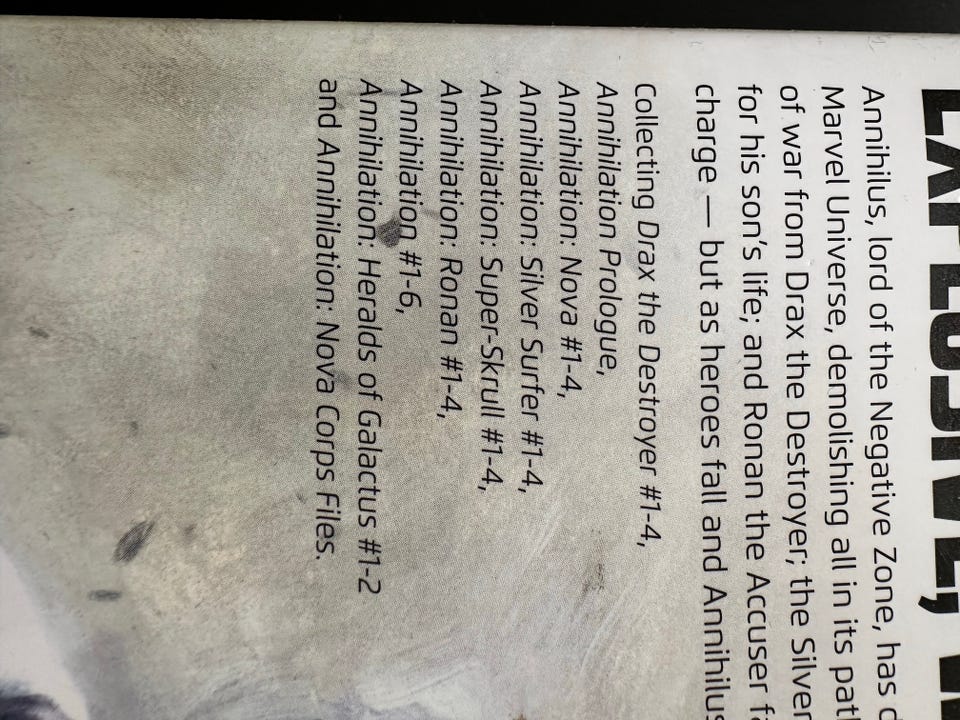 EXPLOSIVE,
Annihilus, lord of the Negative Zone, has
Marvel Universe, demolishing all in its path
of war from Drax the Destroyer; the Silver
for his son's life; and Ronan the Accuser
charge — but as heroes fall and Annihilus
Collecting Drax the Destroyer #1-4,
Annihilation Prologue,
Annihilation: Nova #1-4,
Annihilation: Silver Surfer #1-4,
Annihilation: Super-Skrull #1-4,
Annihilation: Ronan #1-4,
Annihilation #1-6,
Annihilation: Heralds of Galactus #1-2
and Annihilation: Nova Corps Files.